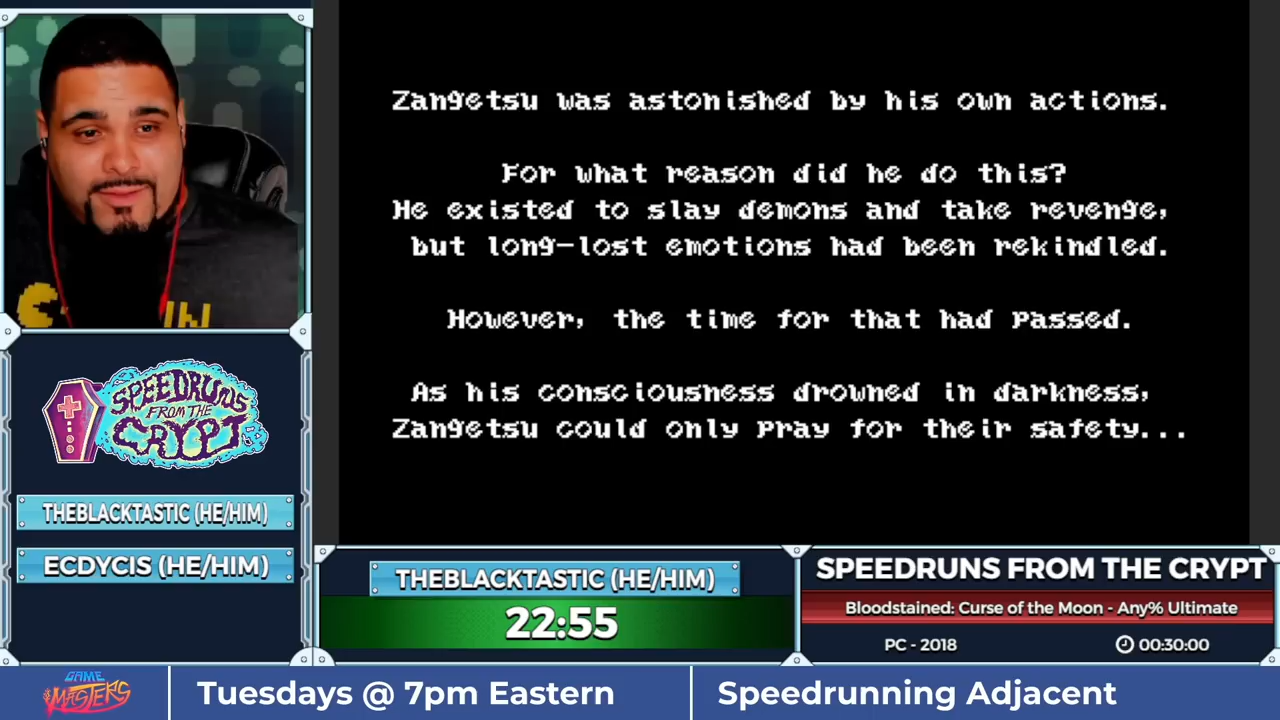 Zangetsu was astonished by his own actions.
For what reason did he do this?
He existed to slay demons and take revenge,
but long-lost emotions had been rekindled.
However, the time for that had passed.
As his consciousness drowned in darkness,
Zangetsu could only pray for their safety...
SPEEDRUNS
FROM THE
CRYPT
THEBLACKTASTIC (HE/HIM)
ECDYCIS (HE/HIM)
THEBLACKTASTIC (HE/HIM)
22:55
SPEEDRUNS FROM THE CRYPT
Bloodstained: Curse of the Moon - Any% Ultimate
PC - 2018
00:30:00
GAME
MASTERS
Tuesdays @ 7pm Eastern
Speedrunning Adjacent